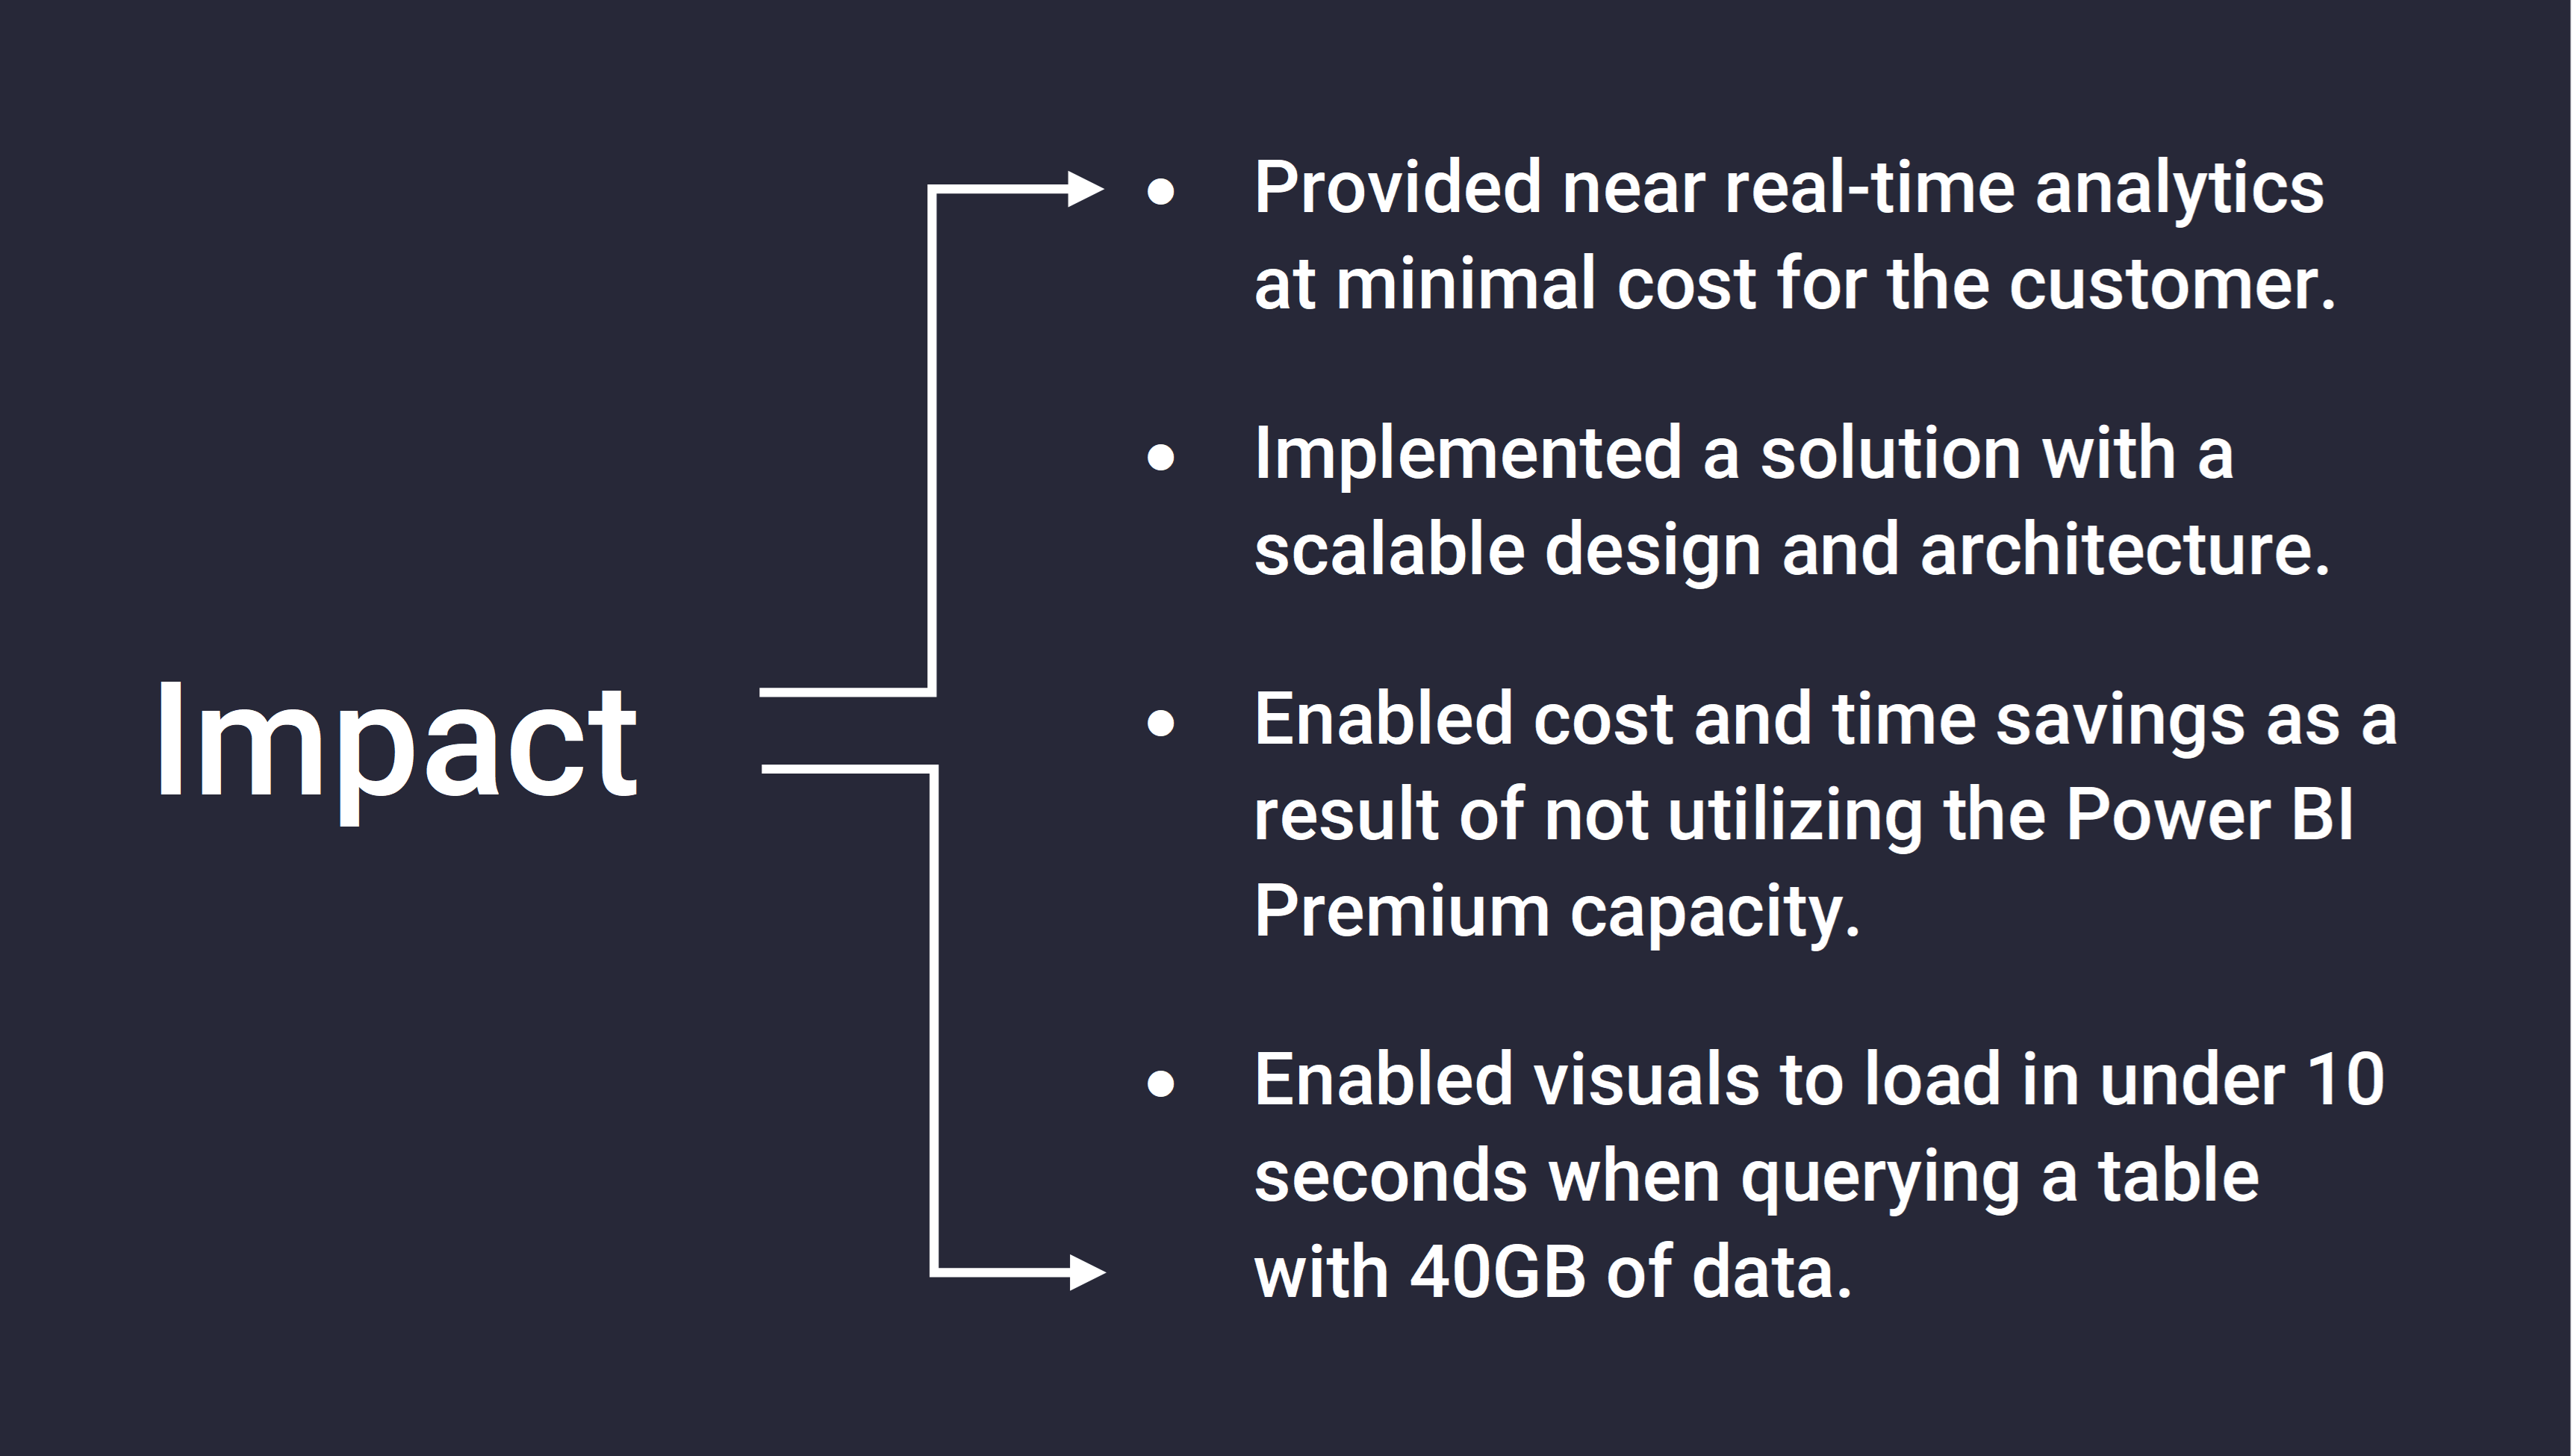 Impact
• Provided near real-time analytics
at minimal cost for the customer.
• Implemented a solution with a
scalable design and architecture.
• Enabled cost and time savings as a
result of not utilizing the Power BI
Premium capacity.
• Enabled visuals to load in under 10
seconds when querying a table
with 40GB of data.